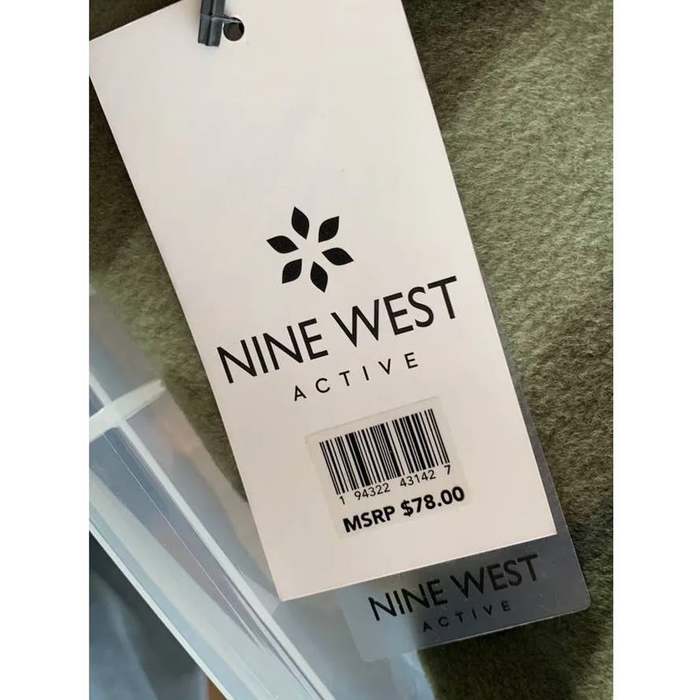 NINE WEST
ACTIVE
1 94322 43142 7
MSRP $78.00
NINE WEST
ACTIVE